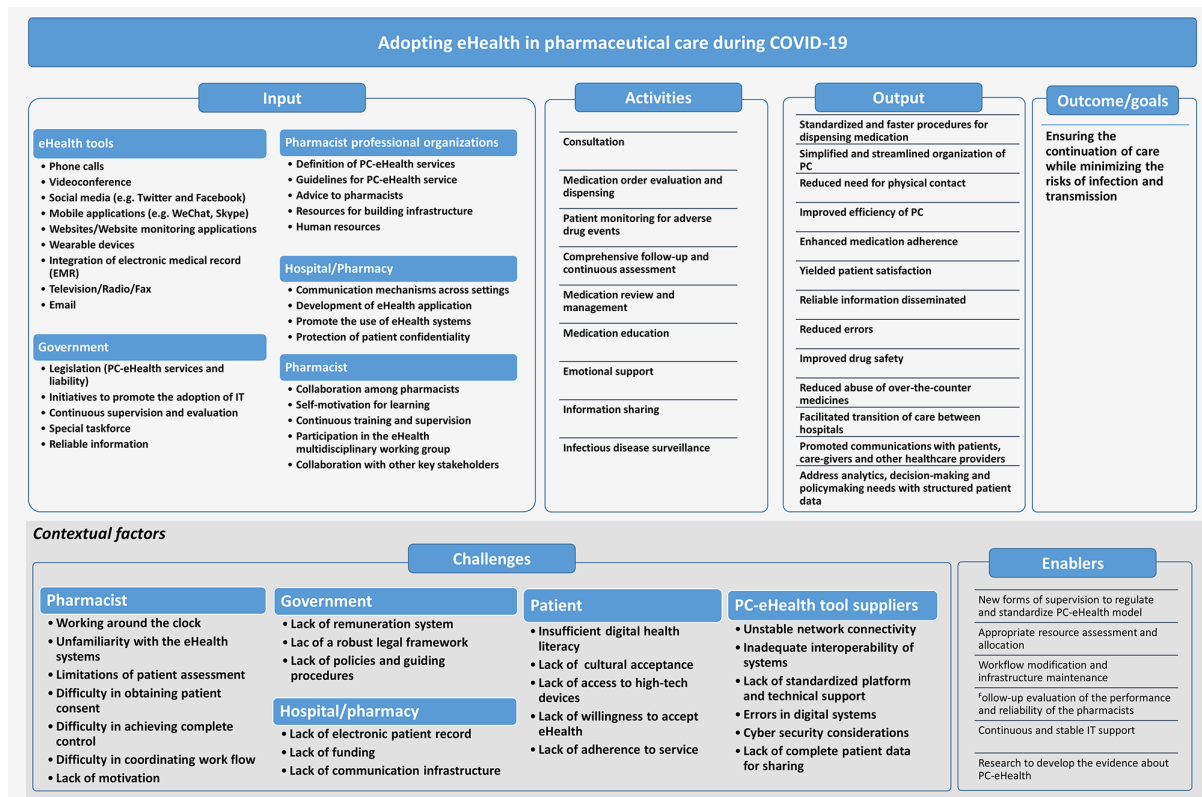 Adopting eHealth in pharmaceutical care during COVID-19
Input
eHealth tools
• Phone calls
• Videoconference
• Social media (e.g. Twitter and Facebook)
• Mobile applications (e.g. WeChat, Skype)
• Websites/Website monitoring applications
• Wearable devices
• Integration of electronic medical record
(EMR)
• Television/Radio/Fax
• Email
Government
• Legislation (PC-eHealth services and
liability)
• Initiatives to promote the adoption of IT
• Continuous supervision and evaluation
• Special taskforce
• Reliable information
Pharmacist professional organizations
• Definition of PC-eHealth services
• Guidelines for PC-eHealth service
• Advice to pharmacists
• Resources for building infrastructure
• Human resources
Hospital/Pharmacy
• Communication mechanisms across settings
• Development of eHealth application
• Promote the use of eHealth systems
• Protection of patient confidentiality
Pharmacist
• Collaboration among pharmacists
• Self-motivation for learning
• Continuous training and supervision
• Participation in the eHealth
multidisciplinary working group
• Collaboration with other key stakeholders
Activities
Consultation
Medication order evaluation and
dispensing
Patient monitoring for adverse
drug events
Comprehensive follow-up and
continuous assessment
Medication review and
management
Medication education
Emotional support
Information sharing
Infectious disease surveillance
Output
Standardized and faster procedures for
dispensing medication
Simplified and streamlined organization of
PC
Reduced need for physical contact
Improved efficiency of PC
Enhanced medication adherence
Yielded patient satisfaction
Reliable information disseminated
Reduced errors
Improved drug safety
Reduced abuse of over-the-counter
medicines
Facilitated transition of care between
hospitals
Promoted communications with patients,
care-givers and other healthcare providers
Address analytics, decision-making and
policymaking needs with structured patient
data
Outcome/goals
Ensuring the
continuation of care
while minimizing the
risks of infection and
transmission
Contextual factors
Challenges
Pharmacist
• Working around the clock
• Unfamiliarity with the eHealth
systems
• Limitations of patient assessment
• Difficulty in obtaining patient
consent
• Difficulty in achieving complete
control
• Difficulty in coordinating work flow
• Lack of motivation
Government
• Lack of remuneration system
• Lac of a robust legal framework
• Lack of policies and guiding
procedures
Hospital/pharmacy
• Lack of electronic patient record
• Lack of funding
• Lack of communication infrastructure
Patient
• Insufficient digital health
literacy
• Lack of cultural acceptance
• Lack of access to high-tech
devices
• Lack of willingness to accept
eHealth
• Lack of adherence to service
PC-eHealth tool suppliers
• Unstable network connectivity
• Inadequate interoperability of
systems
• Lack of standardized platform
and technical support
• Errors in digital systems
• Cyber security considerations
• Lack of complete patient data
for sharing
Enablers
New forms of supervision to regulate
and standardize PC-eHealth model
Appropriate resource assessment and
allocation
Workflow modification and
infrastructure maintenance
Follow-up evaluation of the performance
and reliability of the pharmacists
Continuous and stable IT support
Research to develop the evidence about
PC-eHealth